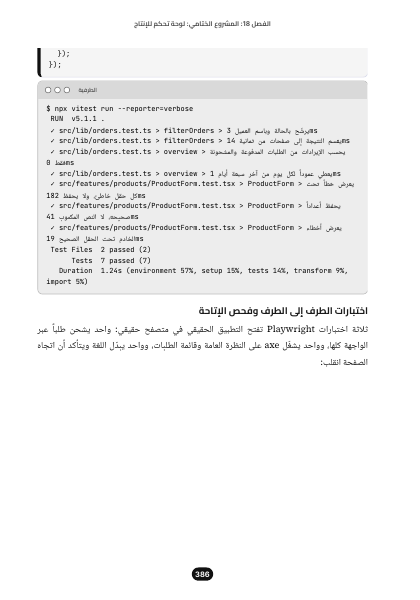 الفصل 18: المشروع الختامي: لوحة تحكم للإنتاج
});
});
الطرفية
$ npx vitest run --reporter=verbose
RUN v5.1.1 .
✓ src/lib/orders.test.ts > filterOrders > يرشّح بالحالة وباسم العميل 3ms
✓ src/lib/orders.test.ts > filterOrders > يقسم النتيجة إلى صفحات من ثمانية 14ms
✓ src/lib/orders.test.ts > overview > يحسب الإيرادات من الطلبات المدفوعة والمشحونة
فقط 0ms
✓ src/lib/orders.test.ts > overview > يعطي عموداً لكل يوم من آخر سبعة أيام 1ms
✓ src/features/products/ProductForm.test.tsx > ProductForm > يعرض خطأ تحت
كل حقل خاطئ، ولا يحفظ 182ms
✓ src/features/products/ProductForm.test.tsx > ProductForm > يحفظ أعداداً
صحيحة، لا النص المكتوب 41ms
✓ src/features/products/ProductForm.test.tsx > ProductForm > يعرض أخطاء
الخادم تحت الحقل الصحيح 19ms
Test Files 2 passed (2)
Tests 7 passed (7)
Duration 1.24s (environment 57%, setup 15%, tests 14%, transform 9%,
import 5%)
اختبارات الطرف إلى الطرف وفحص الإتاحة
ثلاثة اختبارات Playwright تفتح التطبيق الحقيقي في متصفح حقيقي: واحد يشحن طلباً عبر
الواجهة كلها، وواحد يشغّل axe على النظرة العامة وقائمة الطلبات، وواحد يبدّل اللغة ويتأكد أن اتجاه
الصفحة انقلب:
386